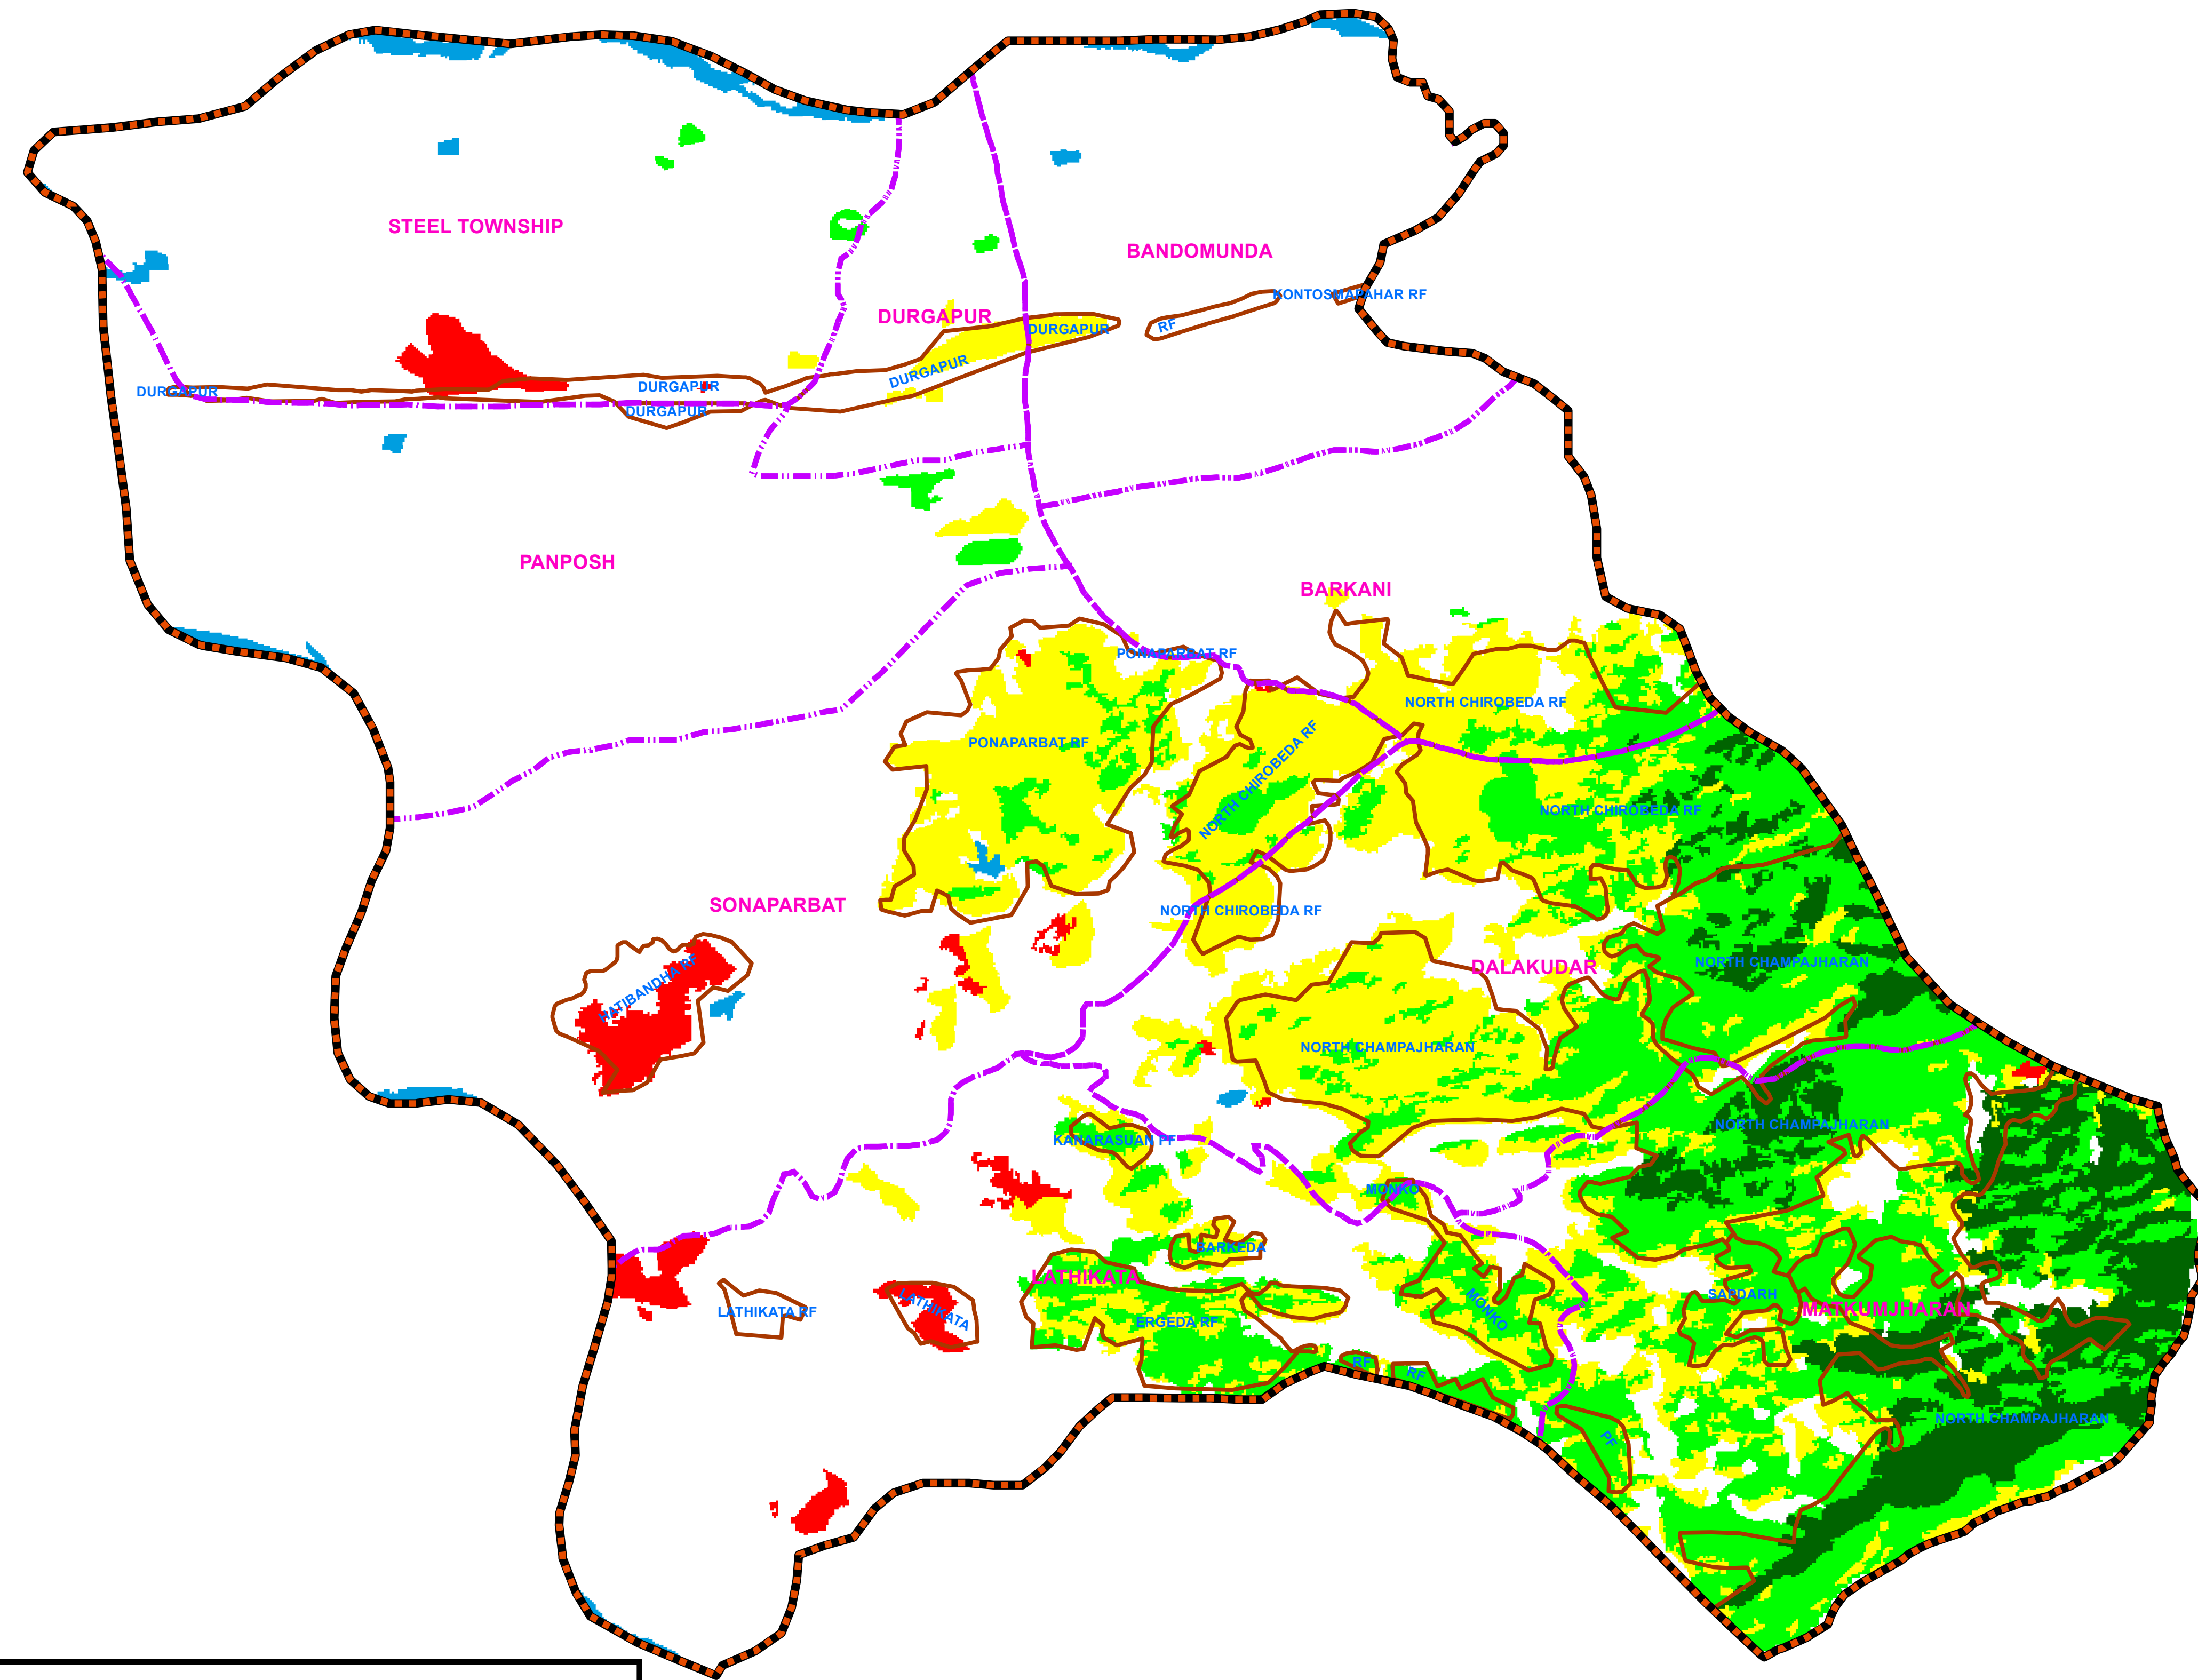 STEEL TOWNSHIP
BANDOMUNDA
KONTOSMAPAHAR RF
DURGAPUR
RF
DURGAPUR
DURGAPUR
DURGAPUR
DURGAPUR
DURGAPUR
PANPOSH
BARKANI
PONAPARBAT RF
NORTH CHIROBEDA RF
PONAPARBAT RF
NORTH CHIROBEDA RF
NORTH CHIROBEDA RF
SONAPARBAT
NORTH CHIROBEDA RF
NORTH CHAMPAJHARAN
DALAKUDAR
HATIBANDHA RF
NORTH CHAMPAJHARAN
NORTH CHAMPAJHARAN
KANARASUAN PF
MONKO
BARKEDA
LATHIKATA
SARDARH
MATKUMJHARAN
LATHIKATA RF
LATHIKATA
ERGEDA RF
MONKO
RF
RF
NORTH CHAMPAJHARAN
PF